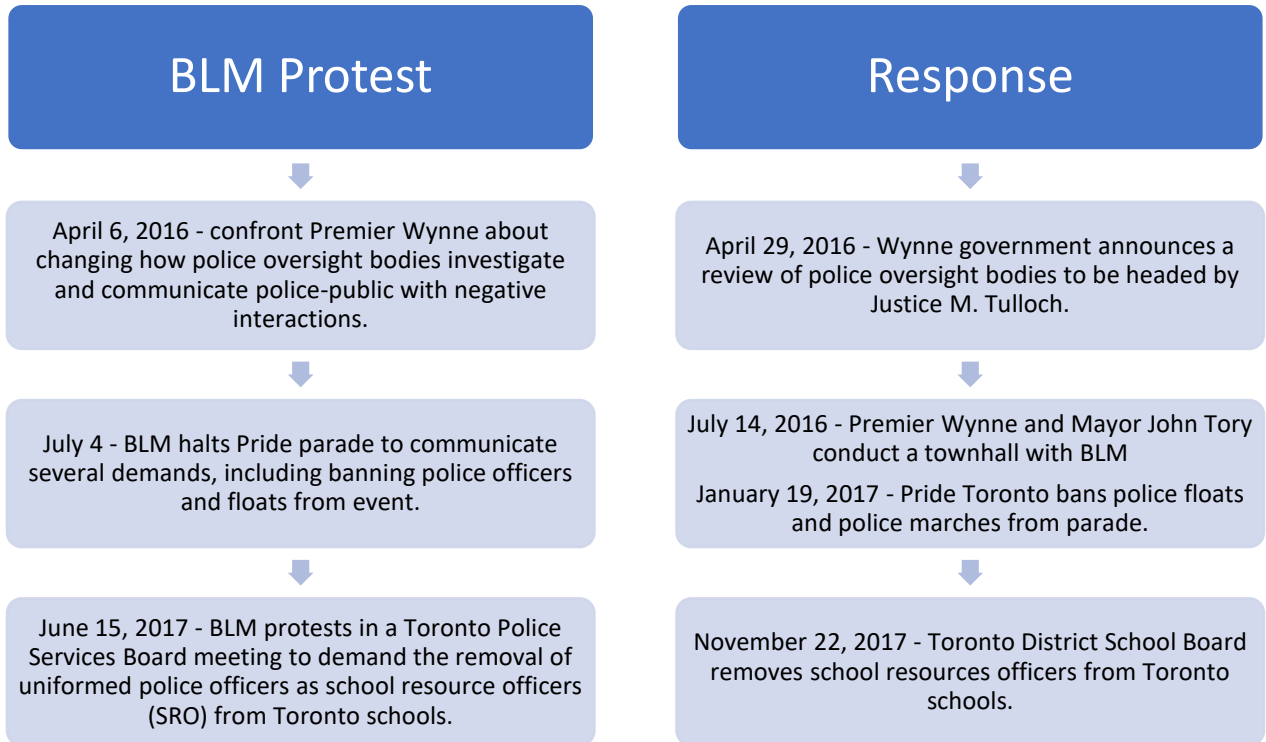 BLM Protest
April 6, 2016 - confront Premier Wynne about
changing how police oversight bodies investigate
and communicate police-public with negative
interactions.
July 4 - BLM halts Pride parade to communicate
several demands, including banning police officers
and floats from event.
June 15, 2017 - BLM protests in a Toronto Police
Services Board meeting to demand the removal of
uniformed police officers as school resource officers
(SRO) from Toronto schools.
Response
April 29, 2016 - Wynne government announces a
review of police oversight bodies to be headed by
Justice M. Tulloch.
July 14, 2016 - Premier Wynne and Mayor John Tory
conduct a townhall with BLM
January 19, 2017 - Pride Toronto bans police floats
and police marches from parade.
November 22, 2017 - Toronto District School Board
removes school resources officers from Toronto
schools.